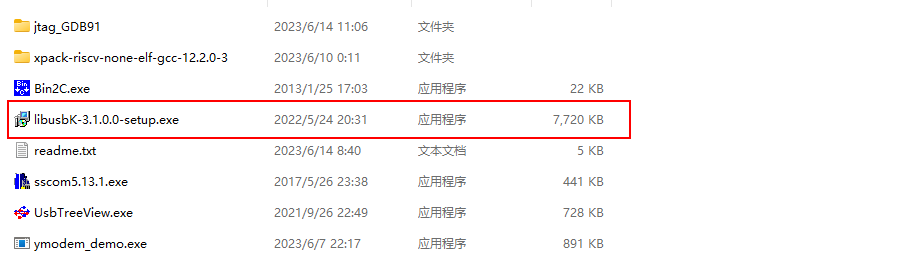 jtag_GDB91 2023/6/14 11:06 文件夹
xpack-riscv-none-elf-gcc-12.2.0-3 2023/6/10 0:11 文件夹
Bin2C.exe 2013/1/25 17:03 应用程序 22 KB
libusbK-3.1.0.0-setup.exe 2022/5/24 20:31 应用程序 7,720 KB
readme.txt 2023/6/14 8:40 文本文档 5 KB
sscom5.13.1.exe 2017/5/26 23:38 应用程序 441 KB
UsbTreeView.exe 2021/9/26 22:49 应用程序 728 KB
ymodem_demo.exe 2023/6/7 22:17 应用程序 891 KB